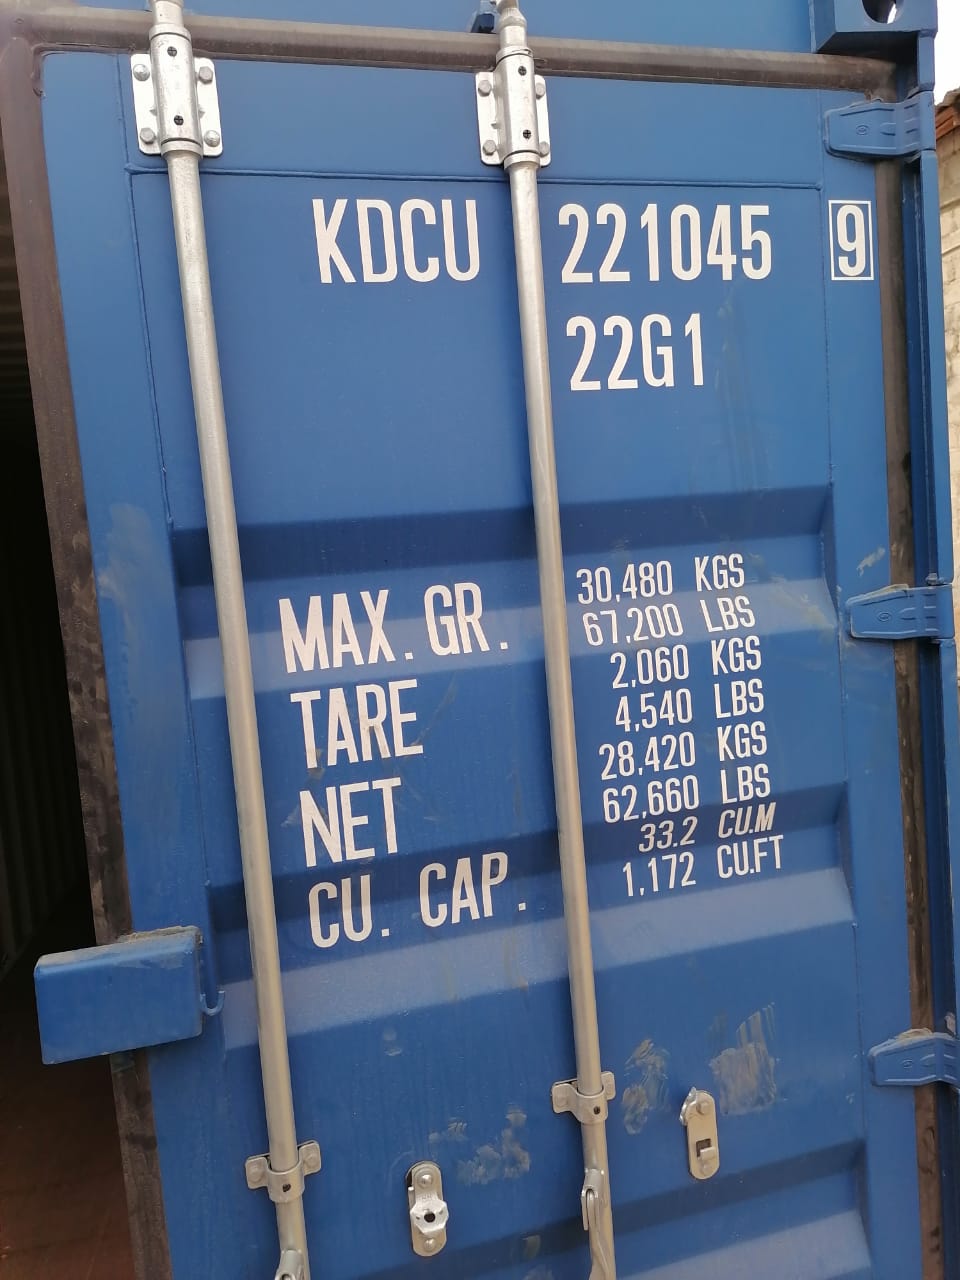 KDCU 221045 9
22G1
MAX. GR. 30,480 KGS
67,200 LBS
TARE 2,060 KGS
4,540 LBS
NET 28,420 KGS
62,660 LBS
CU. CAP. 33.2 CU.M
1,172 CU.FT